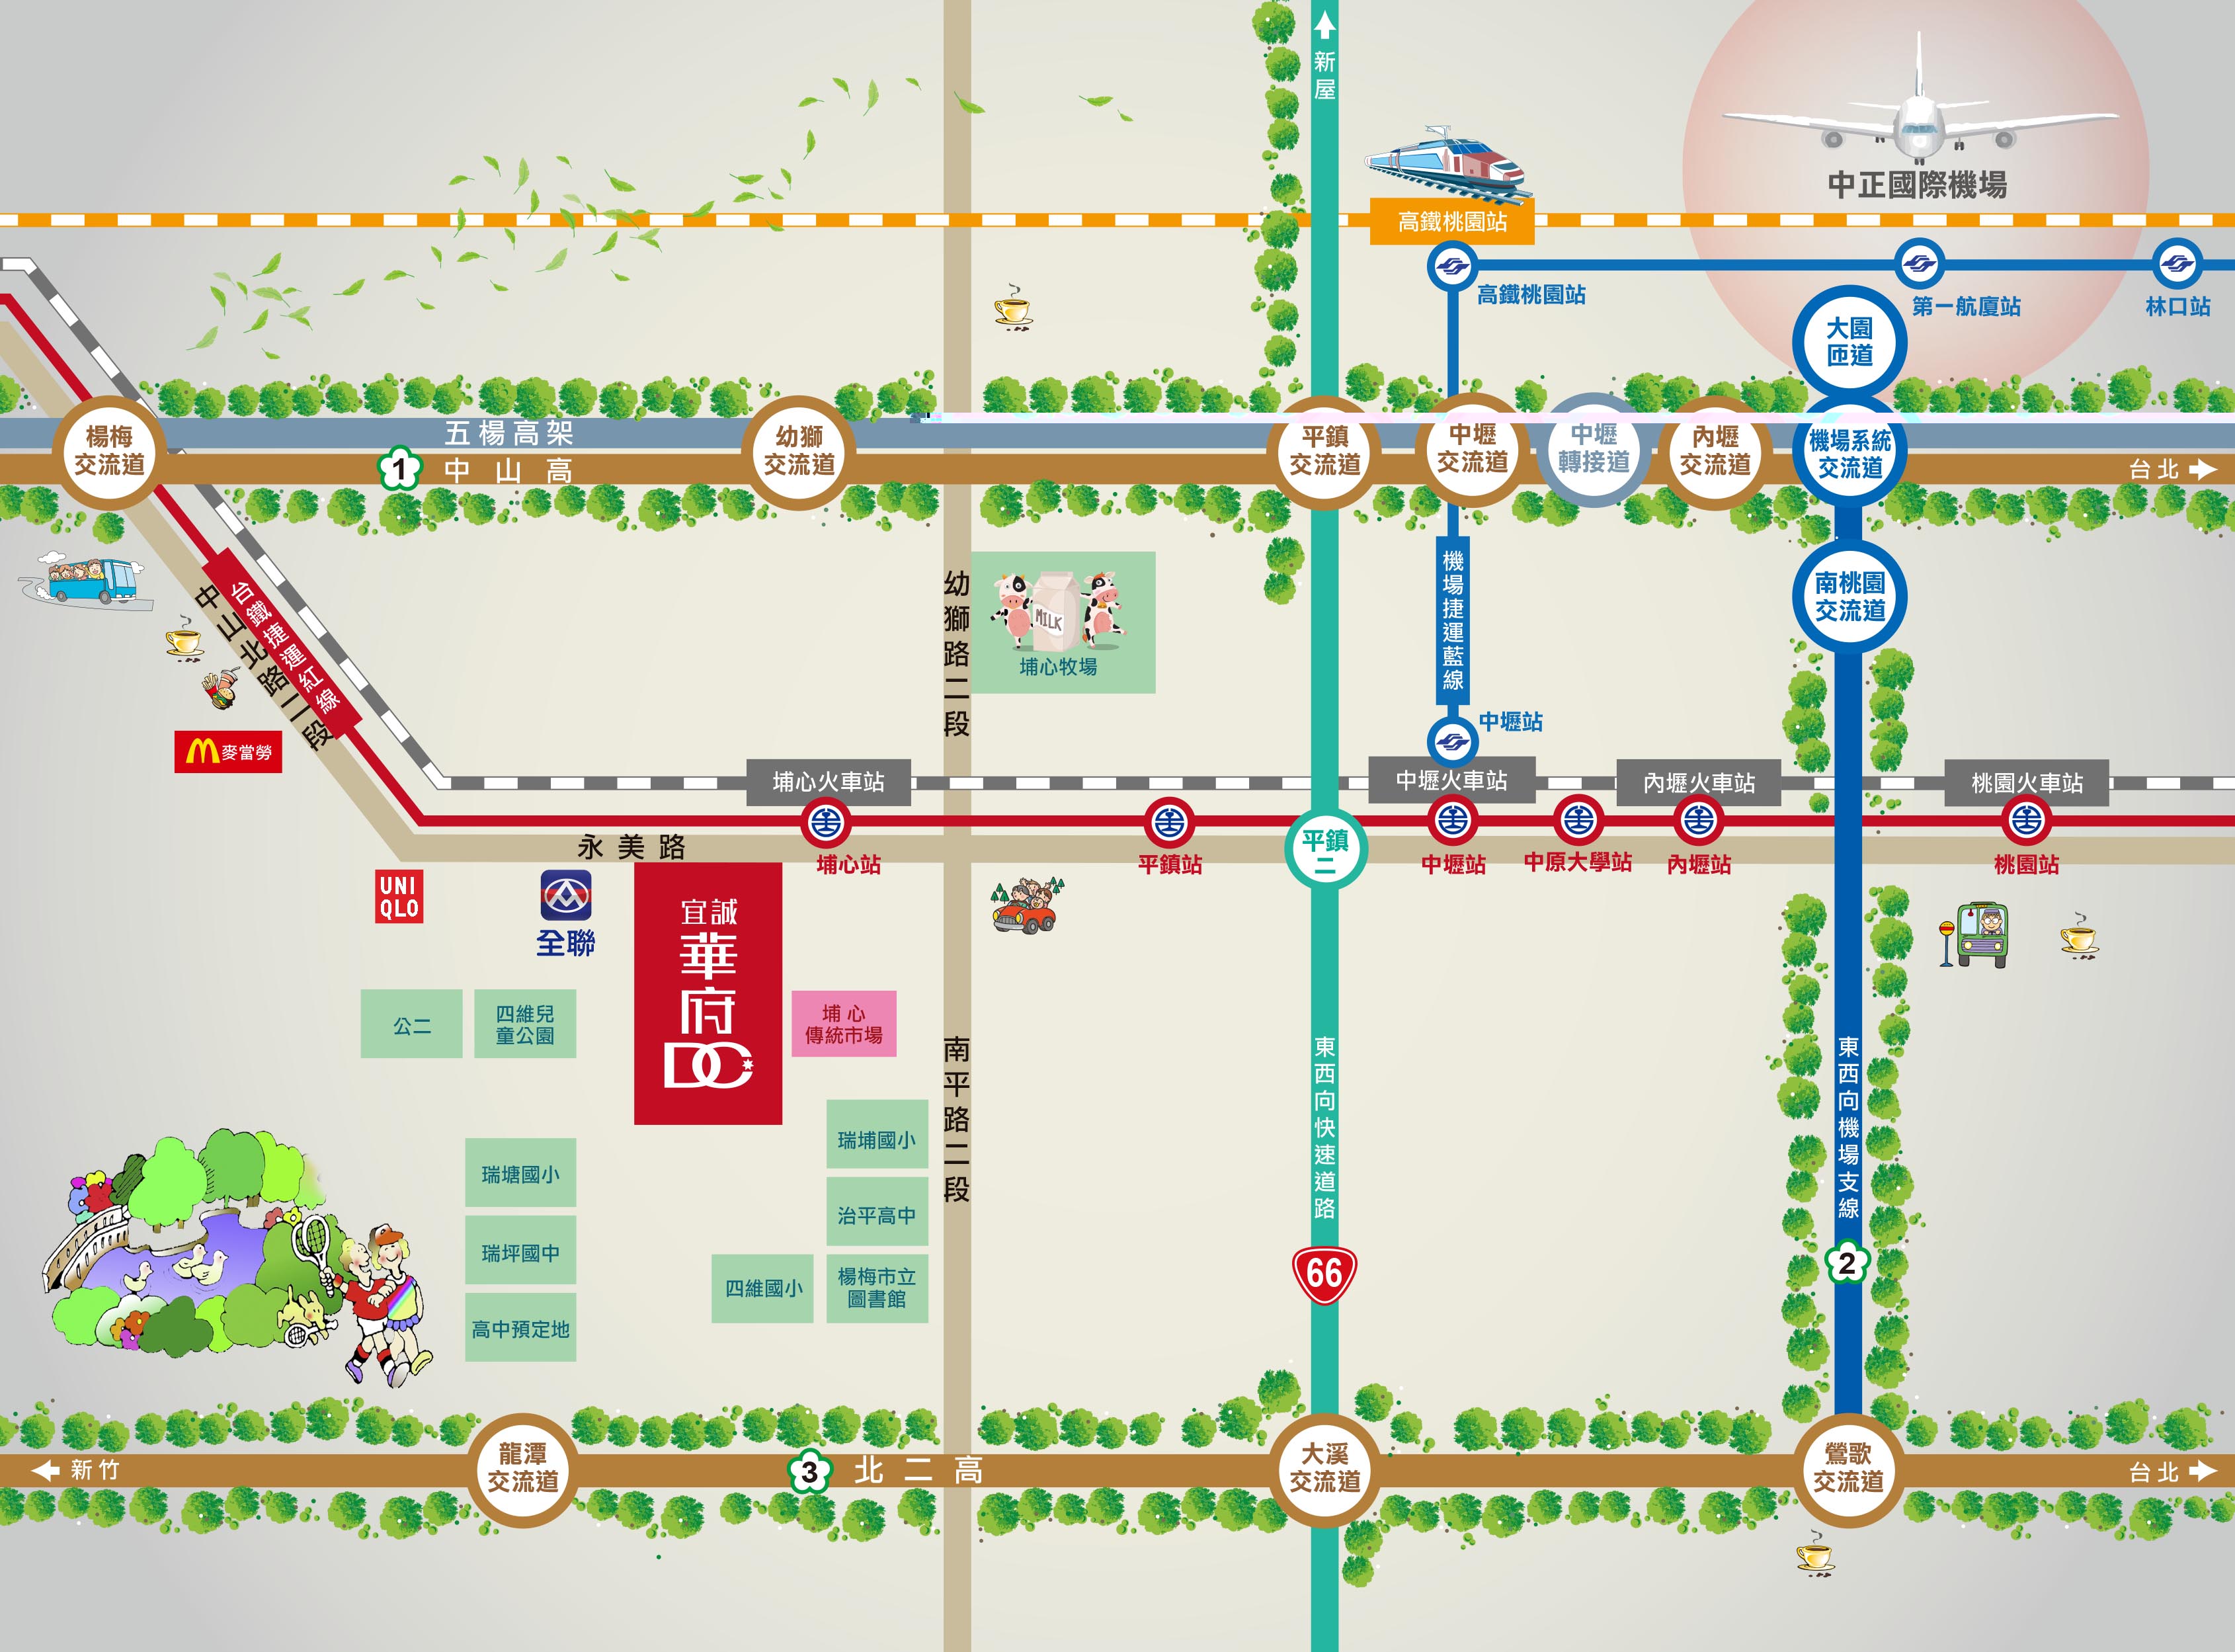 新屋
中正國際機場
高鐵桃園站
高鐵桃園站
第一航廈站
林口站
大園
匝道
楊梅
交流道
五楊高架
1
中山高
幼獅
交流道
平鎮
交流道
中壢
交流道
中壢
轉接道
內壢
交流道
機場系統
交流道
台北
南桃園
交流道
台鐵捷運紅線
中山北路二段
麥當勞
幼獅路二段
MILK
埔心牧場
機場捷運藍線
中壢站
埔心火車站
中壢火車站
內壢火車站
桃園火車站
永美路
埔心站
平鎮站
平鎮
二
中壢站
中原大學站
內壢站
桃園站
UNI
QLO
全聯
宜誠
華
府
DC
公二
四維兒
童公園
埔心
傳統市場
南平路二段
東西向快速道路
66
東西向機場支線
2
瑞塘國小
瑞坪國中
高中預定地
瑞埔國小
治平高中
四維國小
楊梅市立
圖書館
新竹
龍潭
交流道
3
北二高
大溪
交流道
鶯歌
交流道
台北